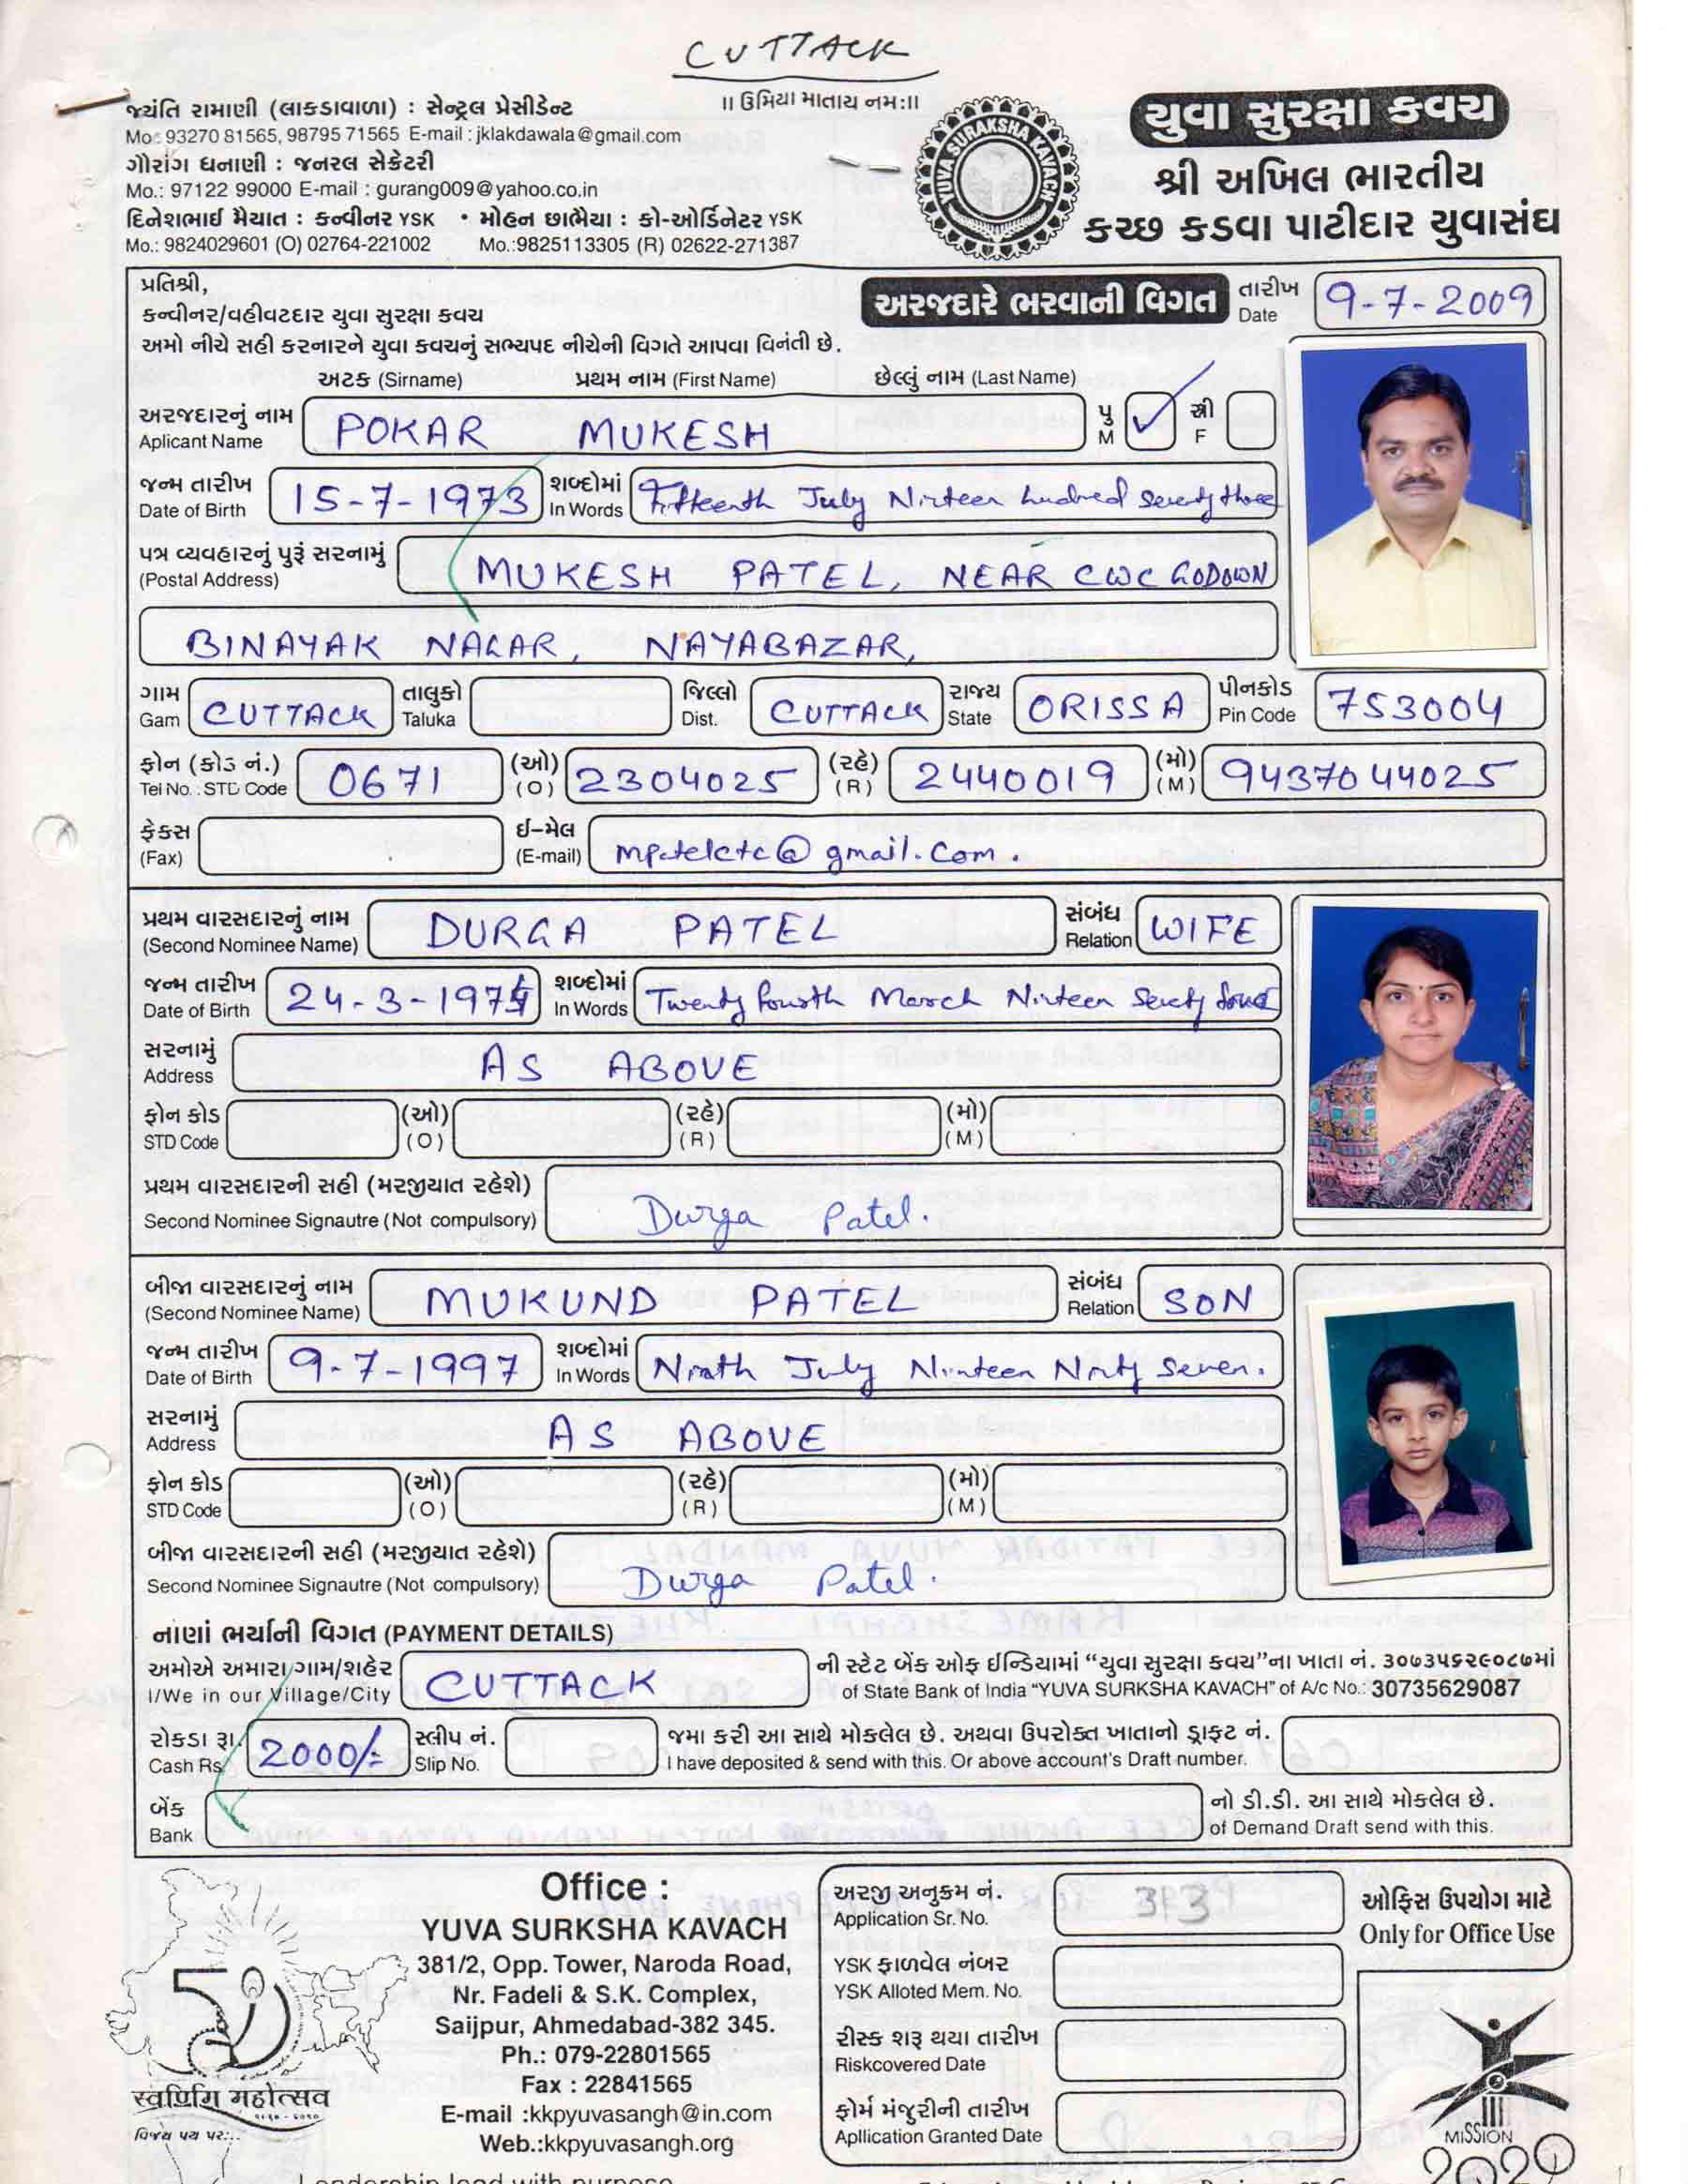 CUTTACK
જયંતિ રામાણી (લાકડાવાળા) : સેન્ટ્રલ પ્રેસીડેન્ટ
Mo: 93270 81565, 98795 71565 E-mail : jklakdawala@gmail.com
ગૌરાંગ ધનાણી : જનરલ સેક્રેટરી
Mo.: 97122 99000 E-mail : gurang009@yahoo.co.in
દિનેશભાઈ મૈયાત : કન્વીનર YSK • મોહન છાભૈયા : કો-ઓર્ડિનેટર YSK
Mo.: 9824029601 (O) 02764-221002 Mo.:9825113305 (R) 02622-271387
।। ઉમિયા માતાય નમ:।।
YUVA SURAKSHA KAVACH
યુવા સુરક્ષા કવચ
શ્રી અખિલ ભારતીય
કચ્છ કડવા પાટીદાર યુવાસંઘ
પ્રતિશ્રી,
કન્વીનર/વહીવટદાર યુવા સુરક્ષા કવચ
અમો નીચે સહી કરનારને યુવા કવચનું સભ્યપદ નીચેની વિગતે આપવા વિનંતી છે.
અરજદારે ભરવાની વિગત
તારીખ 9-7-2009
Date
અટક (Sirname) પ્રથમ નામ (First Name) છેલ્લું નામ (Last Name)
અરજદારનું નામ POKAR MUKESH પુ ✓ સ્ત્રી
Aplicant Name M F
જન્મ તારીખ 15-7-1973 શબ્દોમાં Fifteenth July Ninteen hudred Seventy three
Date of Birth In Words
પત્ર વ્યવહારનું પુરૂં સરનામું MUKESH PATEL, NEAR CWC GODOWN
(Postal Address)
BINAYAK NAGAR, NAYABAZAR,
ગામ CUTTACK તાલુકો જિલ્લો CUTTACK રાજ્ય ORISSA પીનકોડ 753004
Gam Taluka Dist. State Pin Code
ફોન (કોડ નં.) 0671 (ઓ) 2304025 (રહે) 2440019 (મો) 9437044025
Tel No. : STD Code (O) (R) (M)
ફેક્સ ઈ-મેલ mpatelctc@gmail.com.
(Fax) (E-mail)
પ્રથમ વારસદારનું નામ DURGA PATEL સંબંધ WIFE
(Second Nominee Name) Relation
જન્મ તારીખ 24-3-1974 શબ્દોમાં Twenty fourth March Ninteen Seventy four
Date of Birth In Words
સરનામું AS ABOVE
Address
ફોન કોડ (ઓ) (રહે) (મો)
STD Code (O) (R) (M)
પ્રથમ વારસદારની સહી (મરજીયાત રહેશે) Durga Patel.
Second Nominee Signautre (Not compulsory)
બીજા વારસદારનું નામ MUKUND PATEL સંબંધ SON
(Second Nominee Name) Relation
જન્મ તારીખ 9-7-1997 શબ્દોમાં Ninth July Ninteen Ninty Seven.
Date of Birth In Words
સરનામું AS ABOVE
Address
ફોન કોડ (ઓ) (રહે) (મો)
STD Code (O) (R) (M)
બીજા વારસદારની સહી (મરજીયાત રહેશે) Durga Patel.
Second Nominee Signautre (Not compulsory)
નાણાં ભર્યાની વિગત (PAYMENT DETAILS)
અમોએ અમારા ગામ/શહેર CUTTACK ની સ્ટેટ બેંક ઓફ ઈન્ડિયામાં “યુવા સુરક્ષા કવચ”ના ખાતા નં. ૩૦૭૩૫૬૨૯૦૮૭માં
I/We in our Village/City of State Bank of India "YUVA SURKSHA KAVACH" of A/c No.: 30735629087
રોકડા રૂા. 2000/- સ્લીપ નં. જમા કરી આ સાથે મોકલેલ છે. અથવા ઉપરોક્ત ખાતાનો ડ્રાફ્ટ નં.
Cash Rs. Slip No. I have deposited & send with this. Or above account's Draft number.
બેંક નો ડી.ડી. આ સાથે મોકલેલ છે.
Bank of Demand Draft send with this.
સ્વર્ણિમ મહોત્સવ
વિજય પથ પર:..
Office :
YUVA SURKSHA KAVACH
381/2, Opp. Tower, Naroda Road,
Nr. Fadeli & S.K. Complex,
Saijpur, Ahmedabad-382 345.
Ph.: 079-22801565
Fax : 22841565
E-mail :kkpyuvasangh@in.com
Web.:kkpyuvasangh.org
અરજી અનુક્રમ નં. 3131
Application Sr. No.
YSK ફાળવેલ નંબર
YSK Alloted Mem. No.
રીસ્ક શરૂ થયા તારીખ
Riskcovered Date
ફોર્મ મંજુરીની તારીખ
Apllication Granted Date
ઓફિસ ઉપયોગ માટે
Only for Office Use
MISSION
2020
Leadership lead with purpose